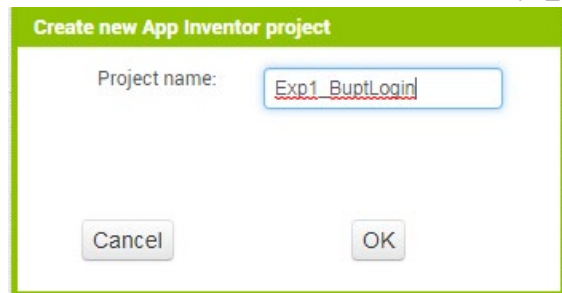 Create new App Inventor project
Project name:
Exp1_BuptLogin
Cancel
OK